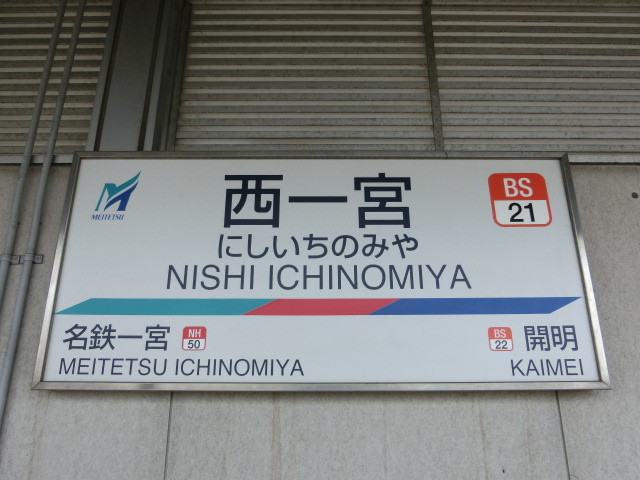 MEITETSU
西一宮
BS
21
にしいちのみや
NISHI ICHINOMIYA
名鉄一宮
NH
50
MEITETSU ICHINOMIYA
BS
22
開明
KAIMEI